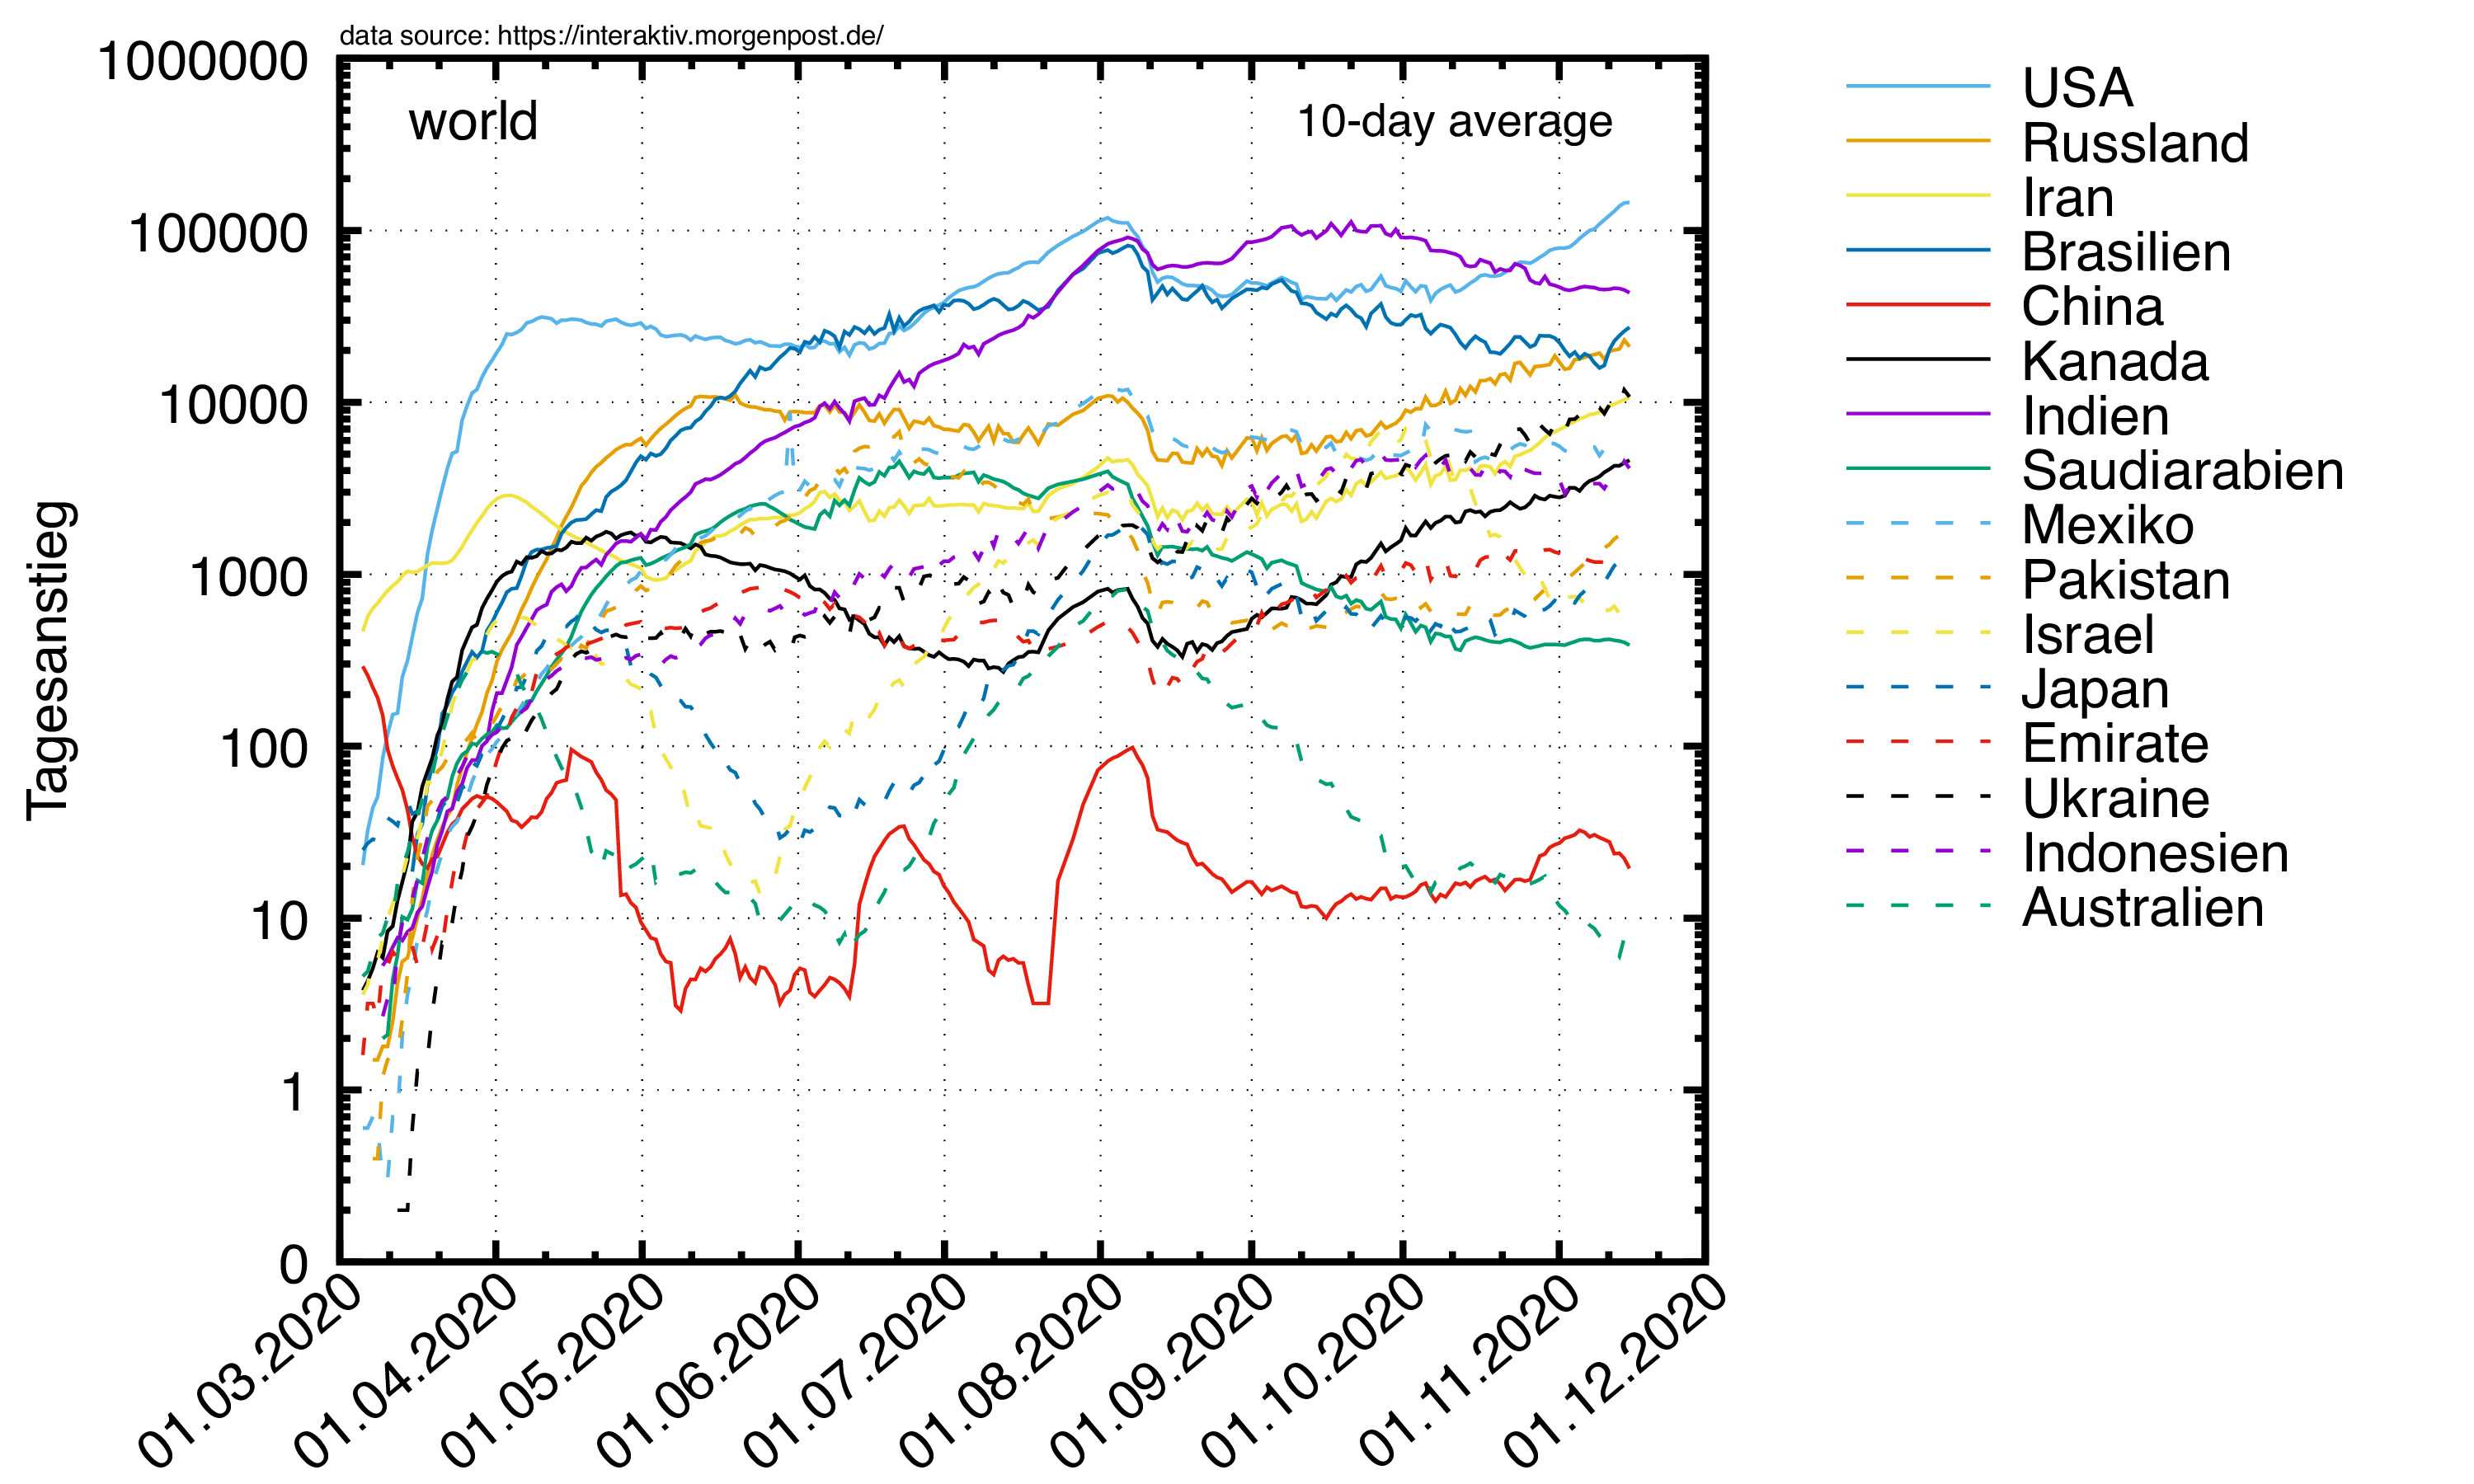 data source: https://interaktiv.morgenpost.de/
world
10-day average
Tagesanstieg
1000000
100000
10000
1000
100
10
1
0
01.03.2020
01.04.2020
01.05.2020
01.06.2020
01.07.2020
01.08.2020
01.09.2020
01.10.2020
01.11.2020
01.12.2020
USA
Russland
Iran
Brasilien
China
Kanada
Indien
Saudiarabien
Mexiko
Pakistan
Israel
Japan
Emirate
Ukraine
Indonesien
Australien